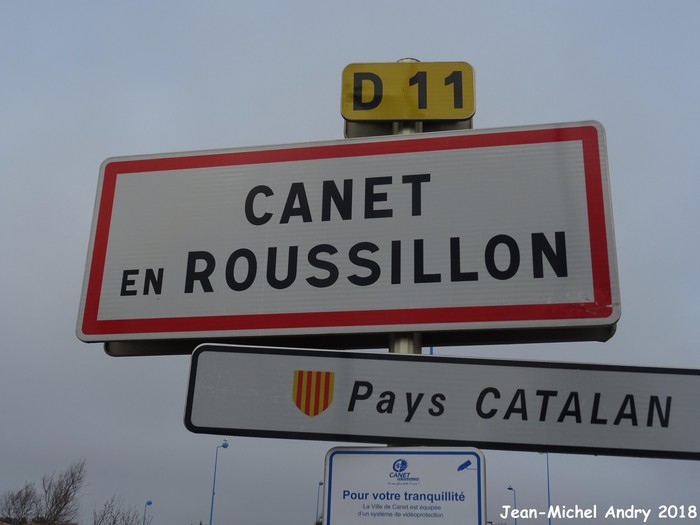 D 11
CANET
EN ROUSSILLON
Pays CATALAN
CANET
Pour votre tranquillité
La Ville de Canet est équipée
d'un système de vidéoprotection
Jean-Michel Andry 2018